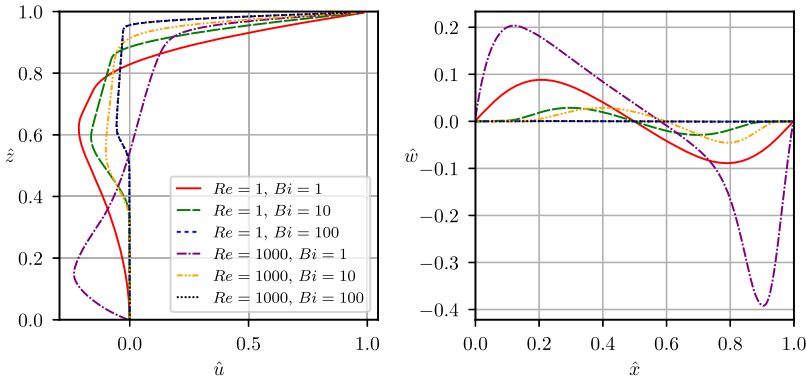 1.0
0.8
0.6
0.4
0.2
0.0
ẑ
0.0
0.5
1.0
û
Re = 1, Bi = 1
Re = 1, Bi = 10
Re = 1, Bi = 100
Re = 1000, Bi = 1
Re = 1000, Bi = 10
Re = 1000, Bi = 100
0.2
0.1
0.0
ŵ
−0.1
−0.2
−0.3
−0.4
0.0
0.2
0.4
0.6
0.8
1.0
x̂